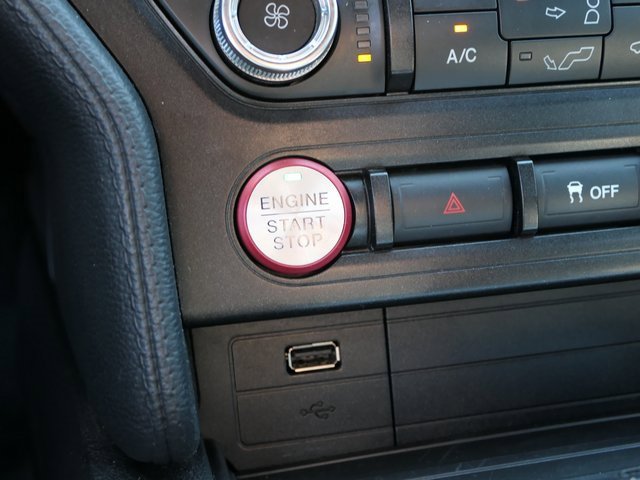 A/C
ENGINE
START
STOP
OFF